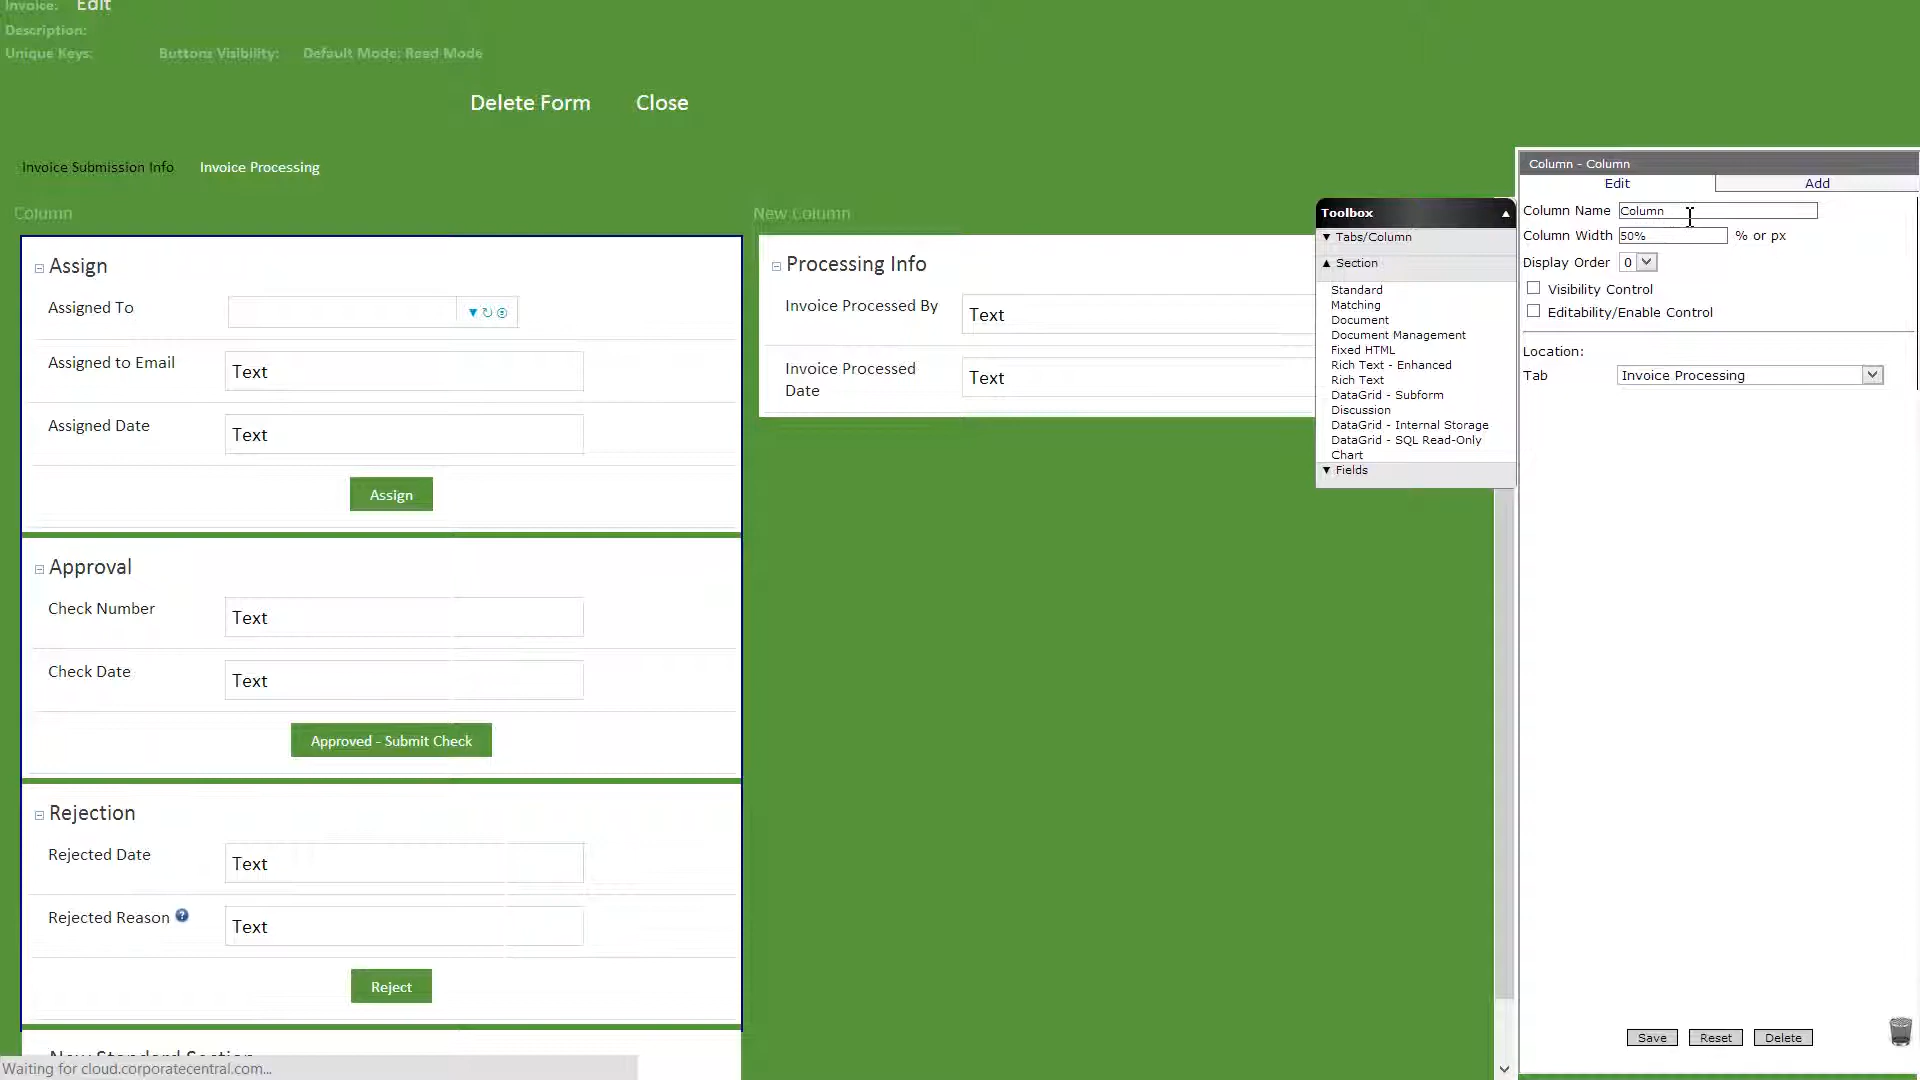 Invoice: Edit
Description:
Unique Keys: Buttons Visibility: Default Mode: Read Mode
Delete Form Close
Invoice Submission Info Invoice Processing
Column
New Column
Assign
Assigned To
Assigned to Email Text
Assigned Date Text
Assign
Approval
Check Number Text
Check Date Text
Approved - Submit Check
Rejection
Rejected Date Text
Rejected Reason ? Text
Reject
New Standard Section
Processing Info
Invoice Processed By Text
Invoice Processed
Date
Text
Toolbox
Tabs/Column
Section
Standard
Matching
Document
Document Management
Fixed HTML
Rich Text - Enhanced
Rich Text
DataGrid - Subform
Discussion
DataGrid - Internal Storage
DataGrid - SQL Read-Only
Chart
Fields
Column - Column
Edit Add
Column Name Column
Column Width 50% % or px
Display Order 0
Visibility Control
Editability/Enable Control
Location:
Tab Invoice Processing
Save Reset Delete
Waiting for cloud.corporatecentral.com...